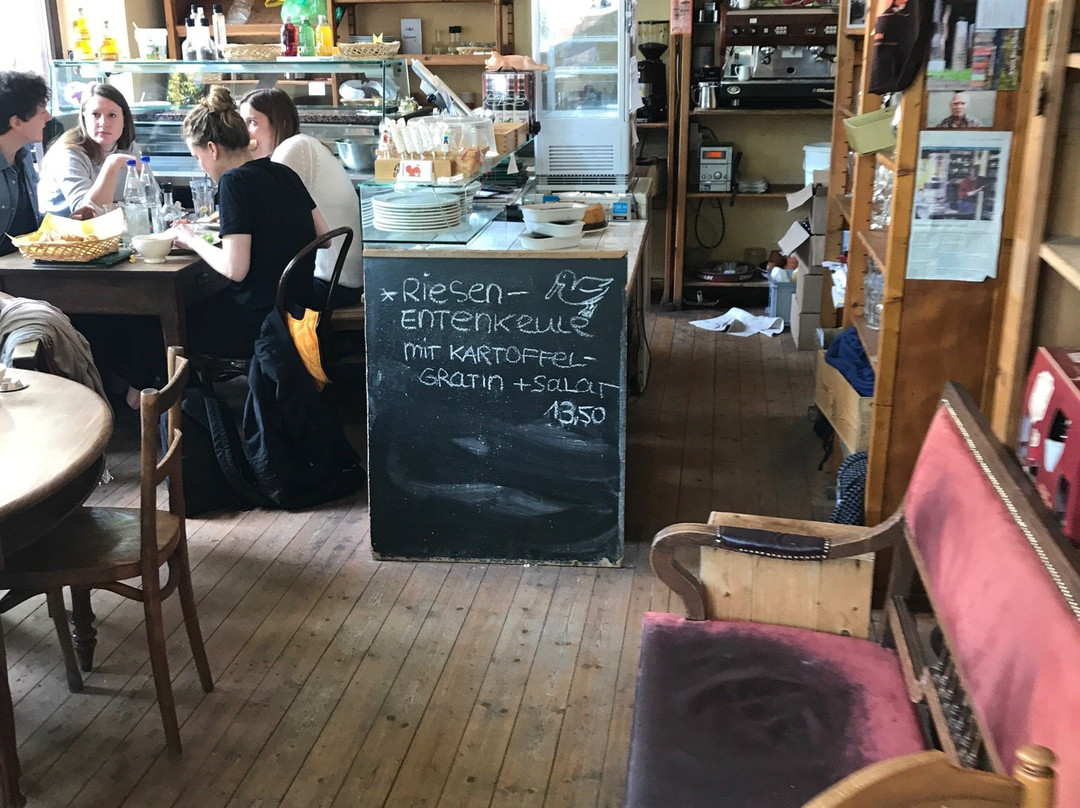 *RIESEN-
ENTENKEULE
MIT KARTOFFEL-
GRATIN + SALAT
13,50